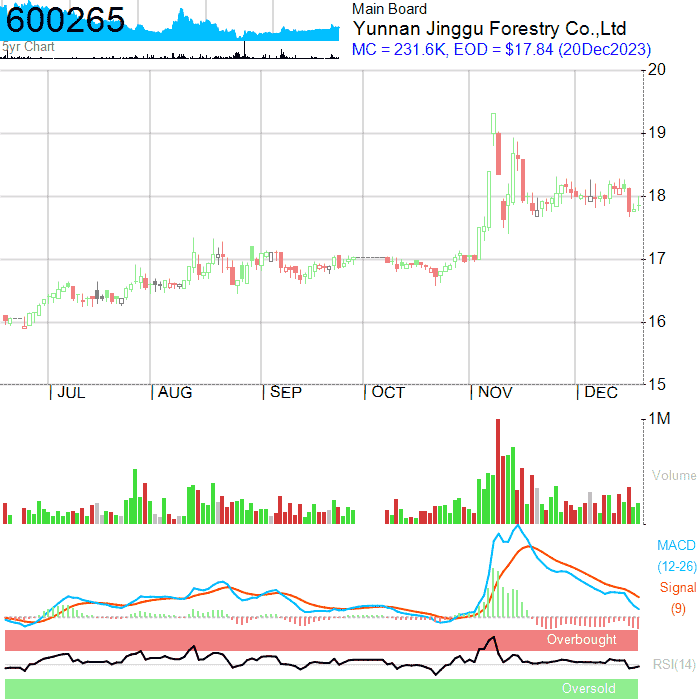 600265
5yr Chart
Main Board
Yunnan Jinggu Forestry Co.,Ltd
MC = 231.6K, EOD = $17.84 (20Dec2023)
20
19
18
17
16
15
JUL
AUG
SEP
OCT
NOV
DEC
1M
Volume
MACD
(12-26)
Signal
(9)
Overbought
RSI(14)
Oversold